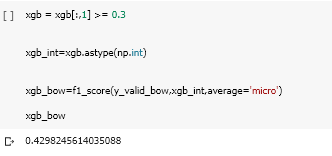 [ ] xgb = xgb[:,1] >= 0.3
xgb_int=xgb.astype(np.int)
xgb_bow=f1_score(y_valid_bow,xgb_int,average='micro')
xgb_bow
0.4298245614035088